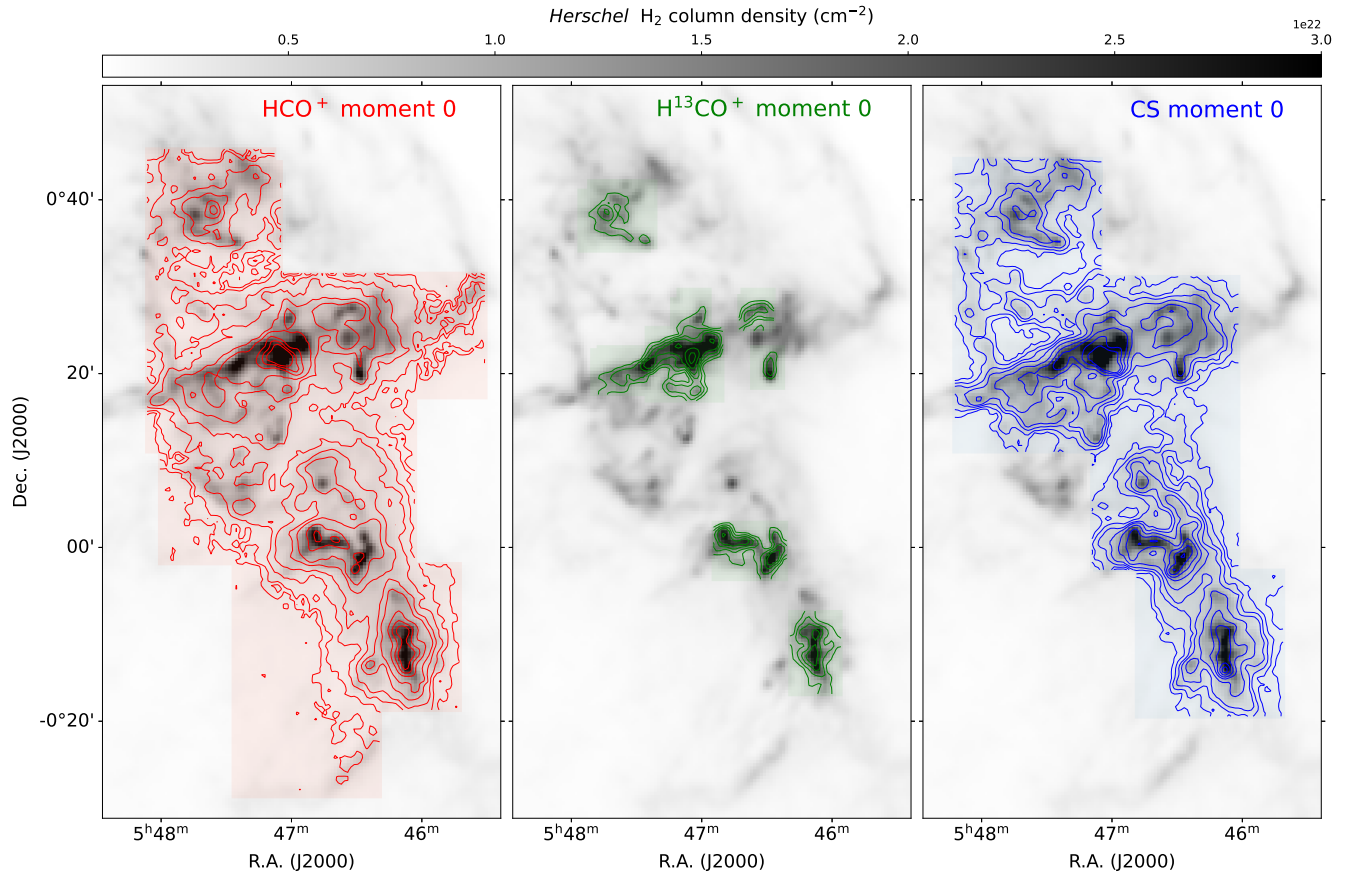 Herschel H₂ column density (cm⁻²)
1e22
0.5 1.0 1.5 2.0 2.5 3.0
HCO⁺ moment 0
H¹³CO⁺ moment 0
CS moment 0
0°40'
20'
00'
-0°20'
Dec. (J2000)
5ʰ48ᵐ 47ᵐ 46ᵐ
5ʰ48ᵐ 47ᵐ 46ᵐ
5ʰ48ᵐ 47ᵐ 46ᵐ
R.A. (J2000)
R.A. (J2000)
R.A. (J2000)